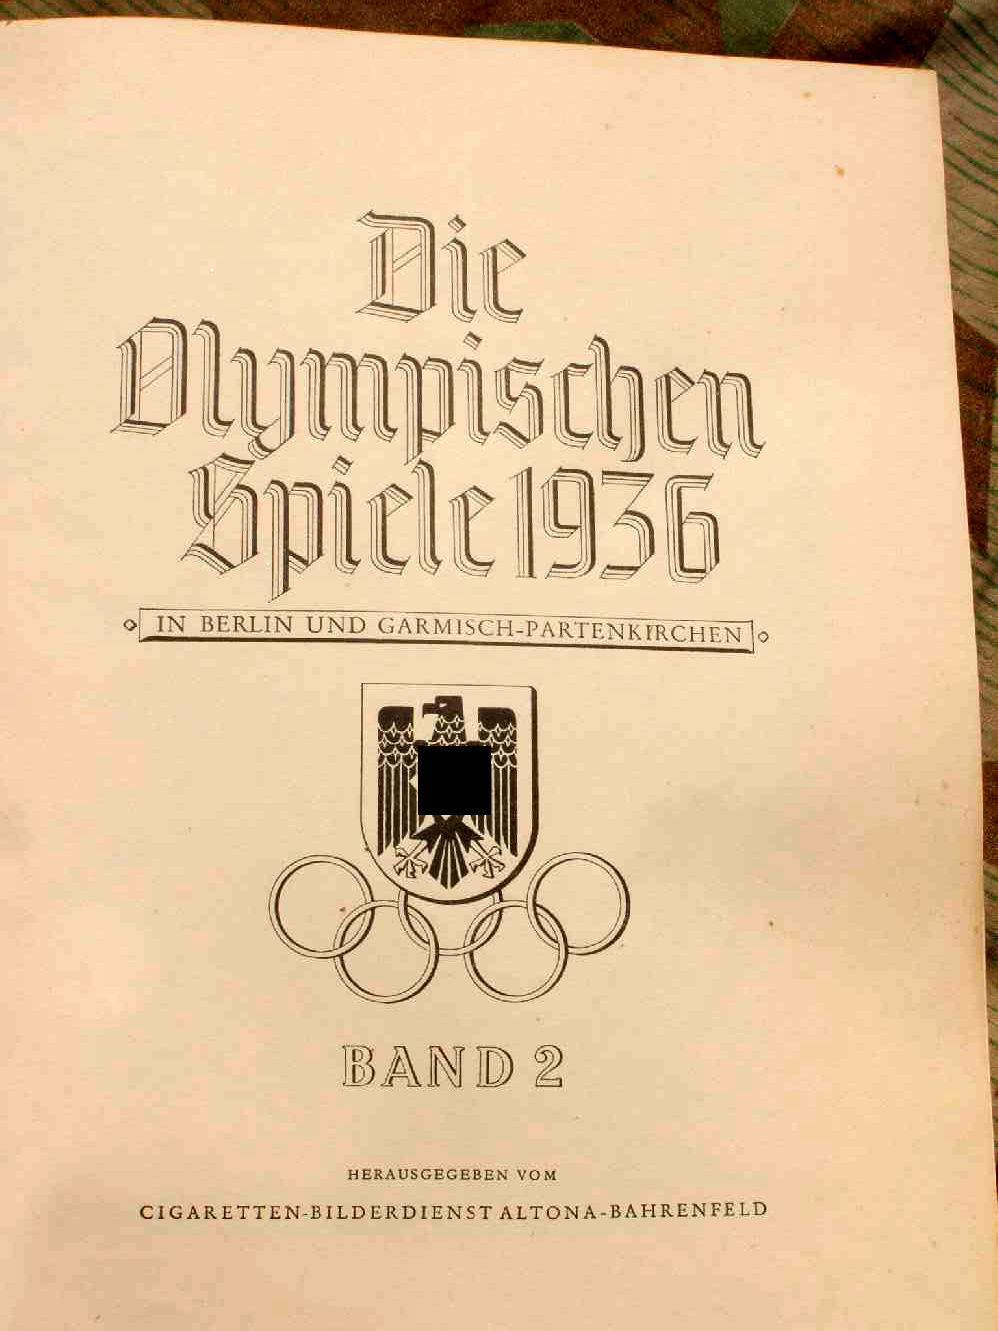 Die
Olympischen
Spiele 1936
IN BERLIN UND GARMISCH-PARTENKIRCHEN
BAND 2
HERAUSGEGEBEN VOM
CIGARETTEN-BILDERDIENST ALTONA-BAHRENFELD